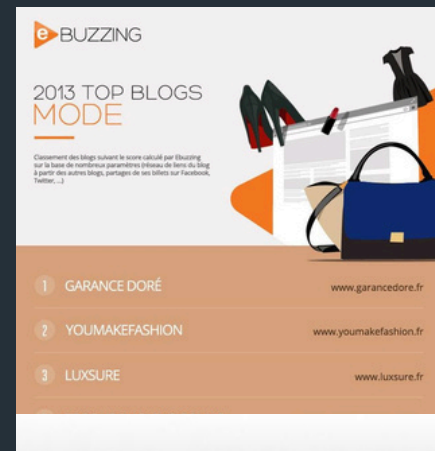 e BUZZING
2013 TOP BLOGS
MODE
Classement des blogs suivant le score calculé par Ebuzzing
sur la base de nombreux paramètres (réseau de liens du blog
à partir des autres blogs, partages de ses billets sur Facebook,
Twitter, ...)
1 GARANCE DORÉ www.garancedore.fr
2 YOUMAKEFASHION www.youmakefashion.fr
3 LUXSURE www.luxsure.fr